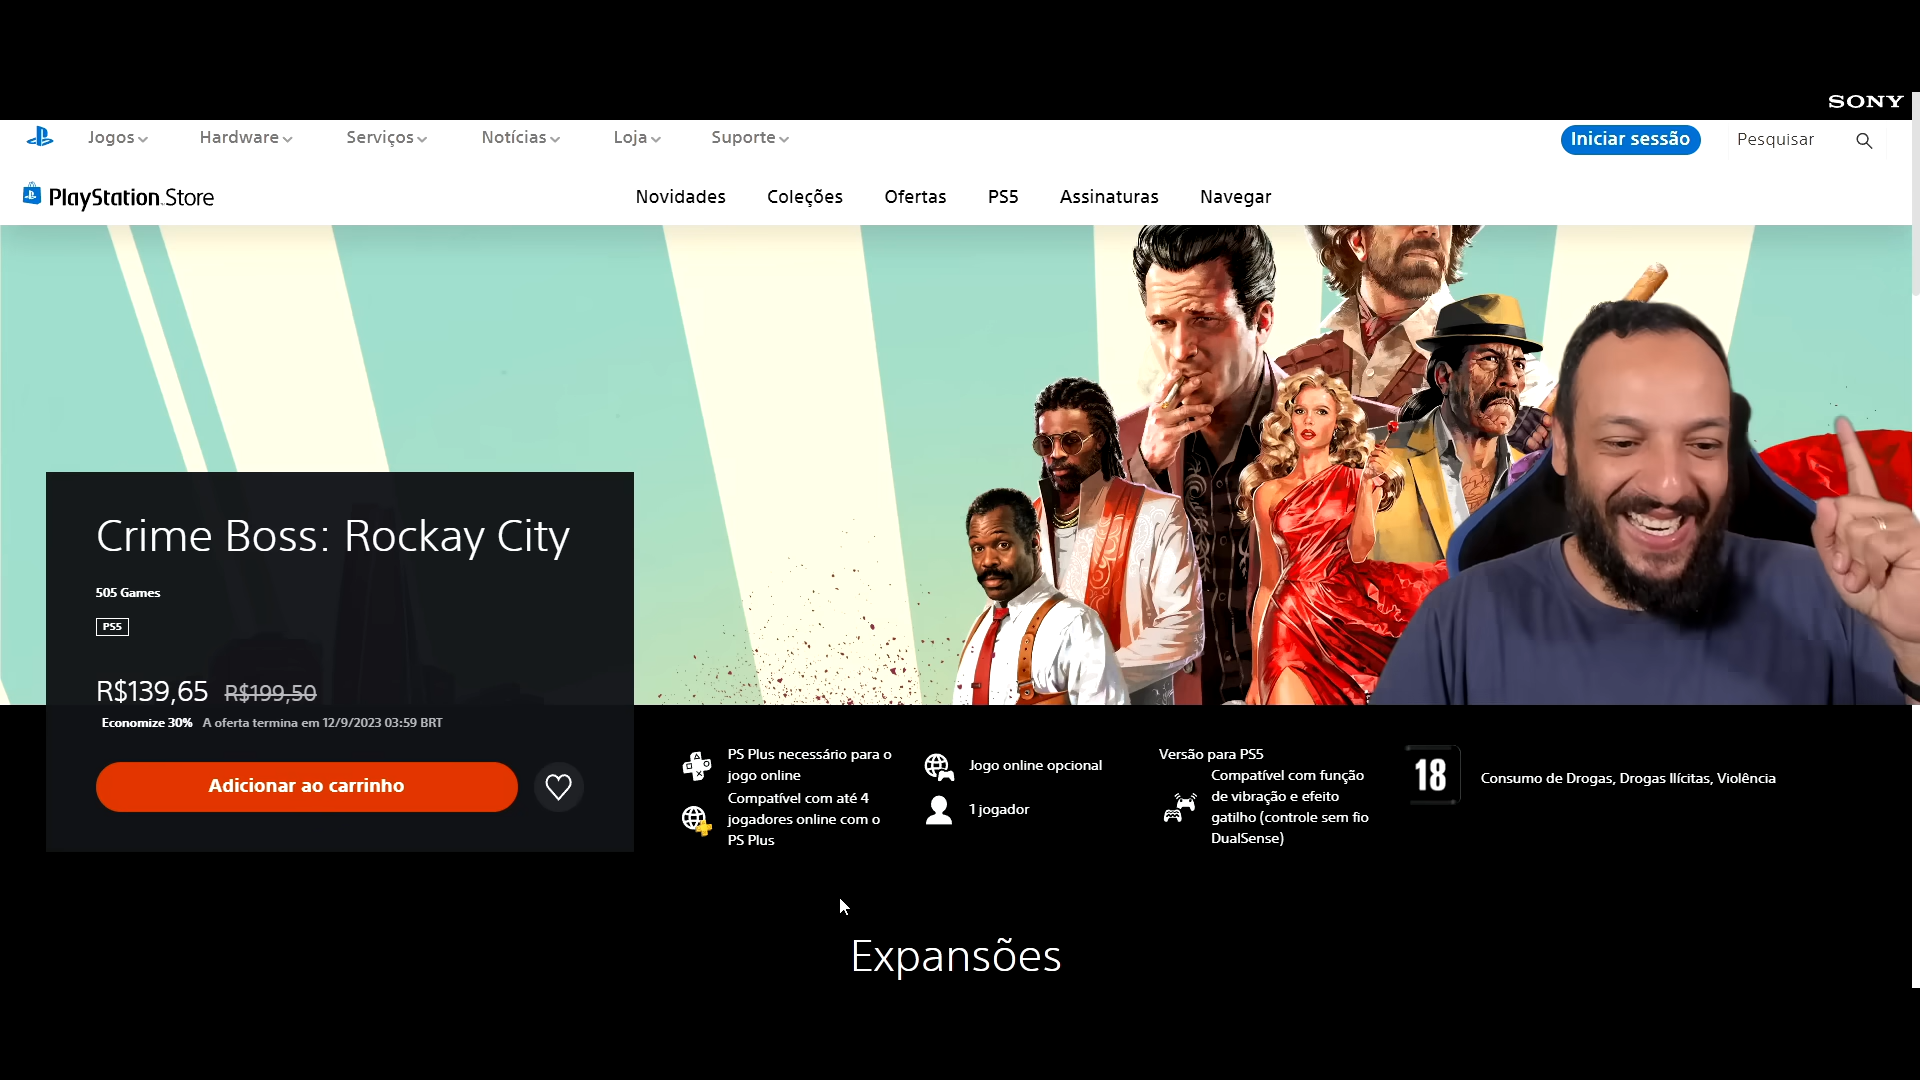 SONY
Jogos
Hardware
Serviços
Notícias
Loja
Suporte
Iniciar sessão
Pesquisar
PlayStation Store
Novidades
Coleções
Ofertas
PS5
Assinaturas
Navegar
Crime Boss: Rockay City
505 Games
PS5
R$139,65 R$199,50
Economize 30% A oferta termina em 12/9/2023 03:59 BRT
Adicionar ao carrinho
PS Plus necessário para o
jogo online
Compatível com até 4
jogadores online com o
PS Plus
Jogo online opcional
1 jogador
Versão para PS5
Compatível com função
de vibração e efeito
gatilho (controle sem fio
DualSense)
18
Consumo de Drogas, Drogas Ilícitas, Violência
Expansões